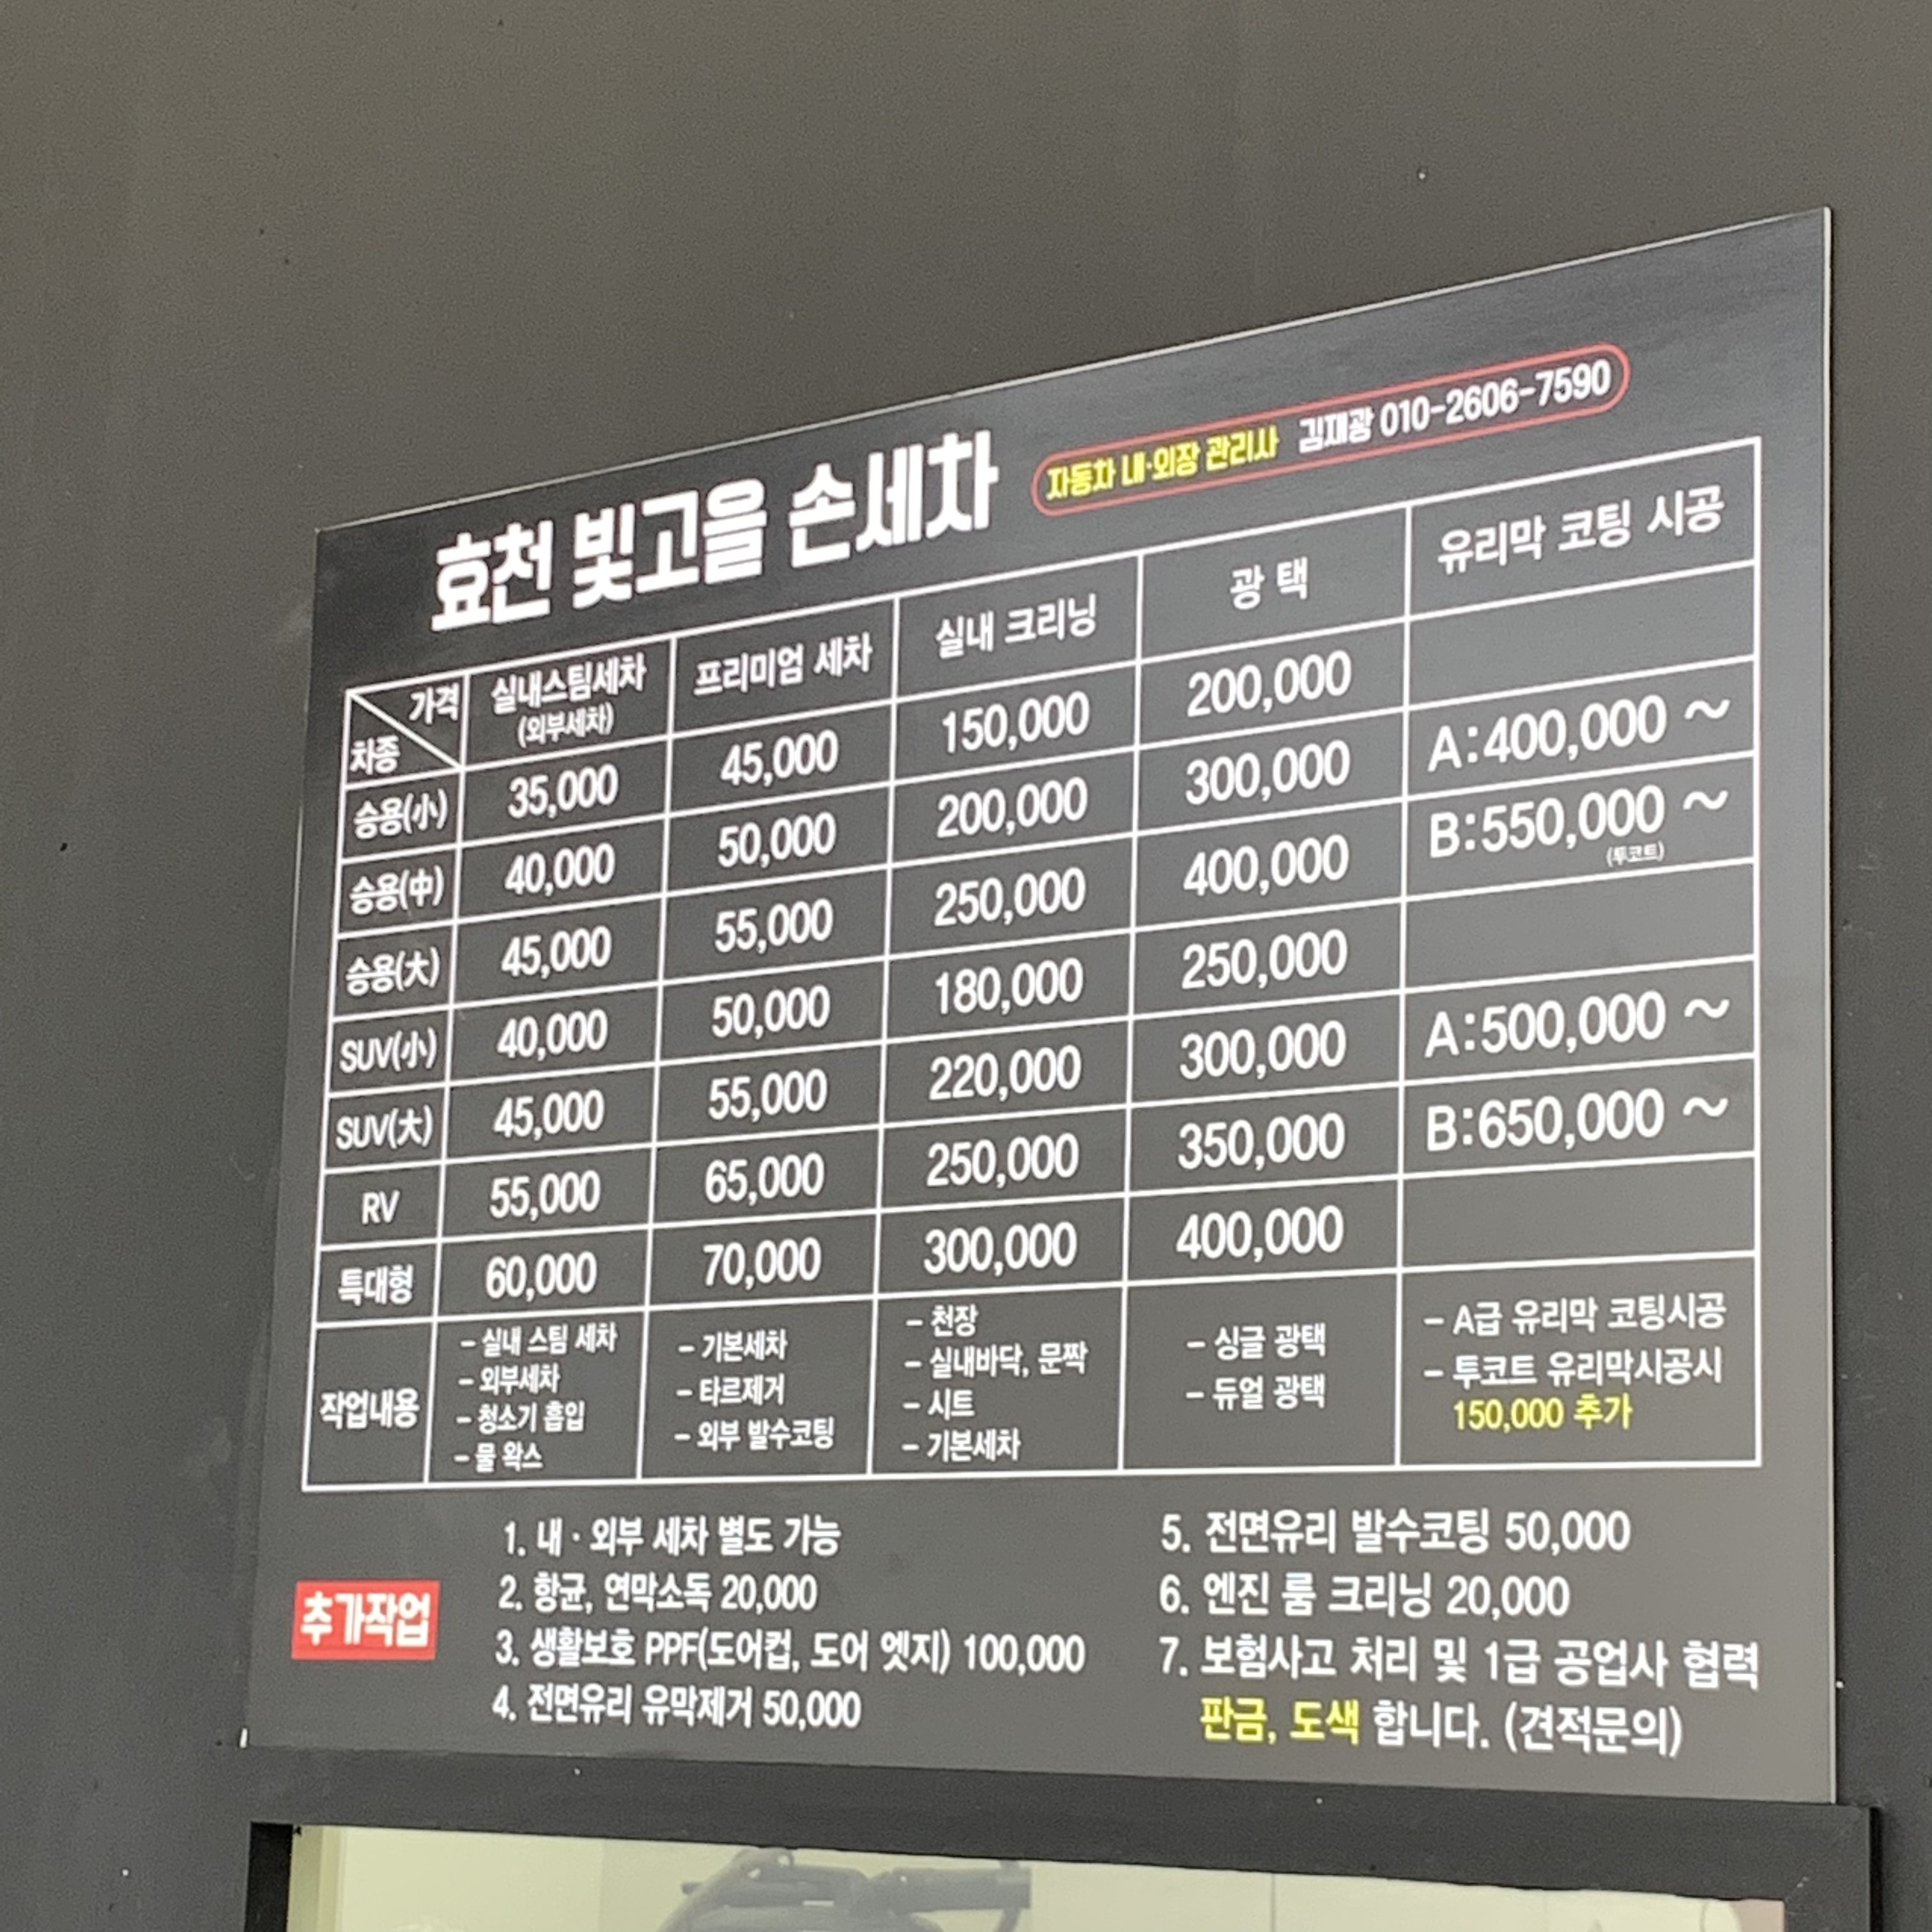 효천 빛고을 손세차 자동차 내·외장 관리사 김재광 010-2606-7590
가격 실내스팀세차 프리미엄 세차 실내 크리닝 광 택 유리막 코팅 시공
차종 (외부세차)
승용(小) 35,000 45,000 150,000 200,000
승용(中) 40,000 50,000 200,000 300,000 A:400,000 ~
승용(大) 45,000 55,000 250,000 400,000 B:550,000 ~
(투코트)
SUV(小) 40,000 50,000 180,000 250,000
SUV(大) 45,000 55,000 220,000 300,000 A:500,000 ~
RV 55,000 65,000 250,000 350,000 B:650,000 ~
특대형 60,000 70,000 300,000 400,000
작업내용
- 실내 스팀 세차
- 외부세차
- 청소기 흡입
- 물 왁스
- 기본세차
- 타르제거
- 외부 발수코팅
- 천장
- 실내바닥, 문짝
- 시트
- 기본세차
- 싱글 광택
- 듀얼 광택
- A급 유리막 코팅시공
- 투코트 유리막시공시
150,000 추가
추가작업
1. 내 · 외부 세차 별도 가능
2. 항균, 연막소독 20,000
3. 생활보호 PPF(도어컵, 도어 엣지) 100,000
4. 전면유리 유막제거 50,000
5. 전면유리 발수코팅 50,000
6. 엔진 룸 크리닝 20,000
7. 보험사고 처리 및 1급 공업사 협력
판금, 도색 합니다. (견적문의)